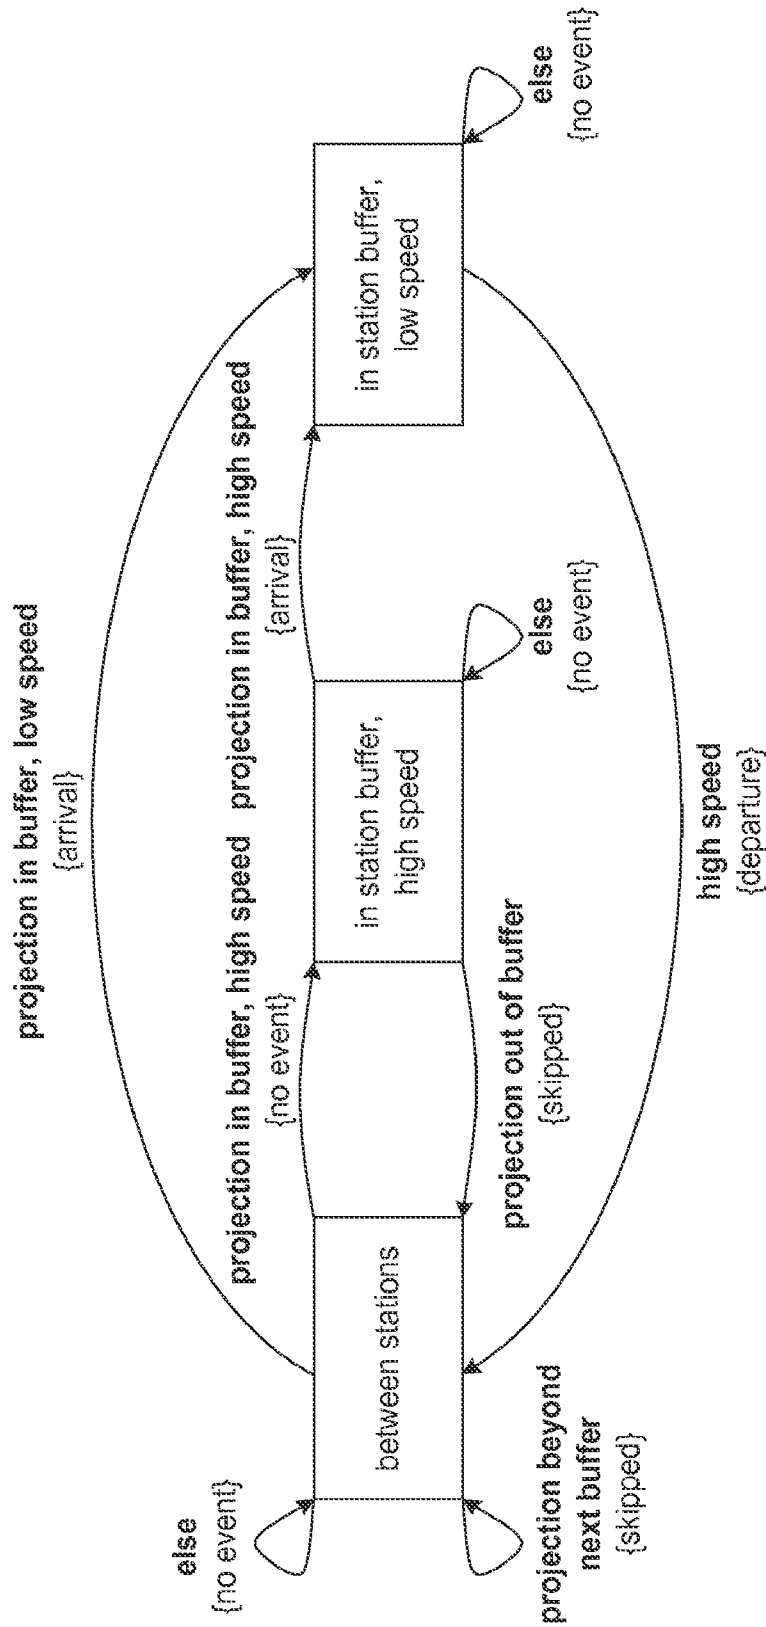 projection in buffer, low speed
{arrival}
projection in buffer, high speed
{no event}
projection in buffer, high speed
{arrival}
else
{no event}
between stations
in station buffer,
high speed
in station buffer,
low speed
projection beyond
next buffer
{skipped}
projection out of buffer
{skipped}
else
{no event}
else
{no event}
high speed
{departure}